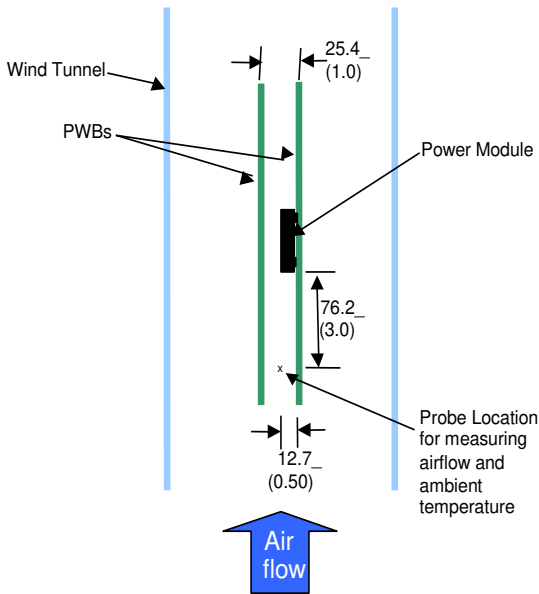 25.4_
(1.0)
Wind Tunnel
PWBs
Power Module
76.2_
(3.0)
x
Probe Location
for measuring
airflow and
ambient
temperature
12.7_
(0.50)
Air
flow